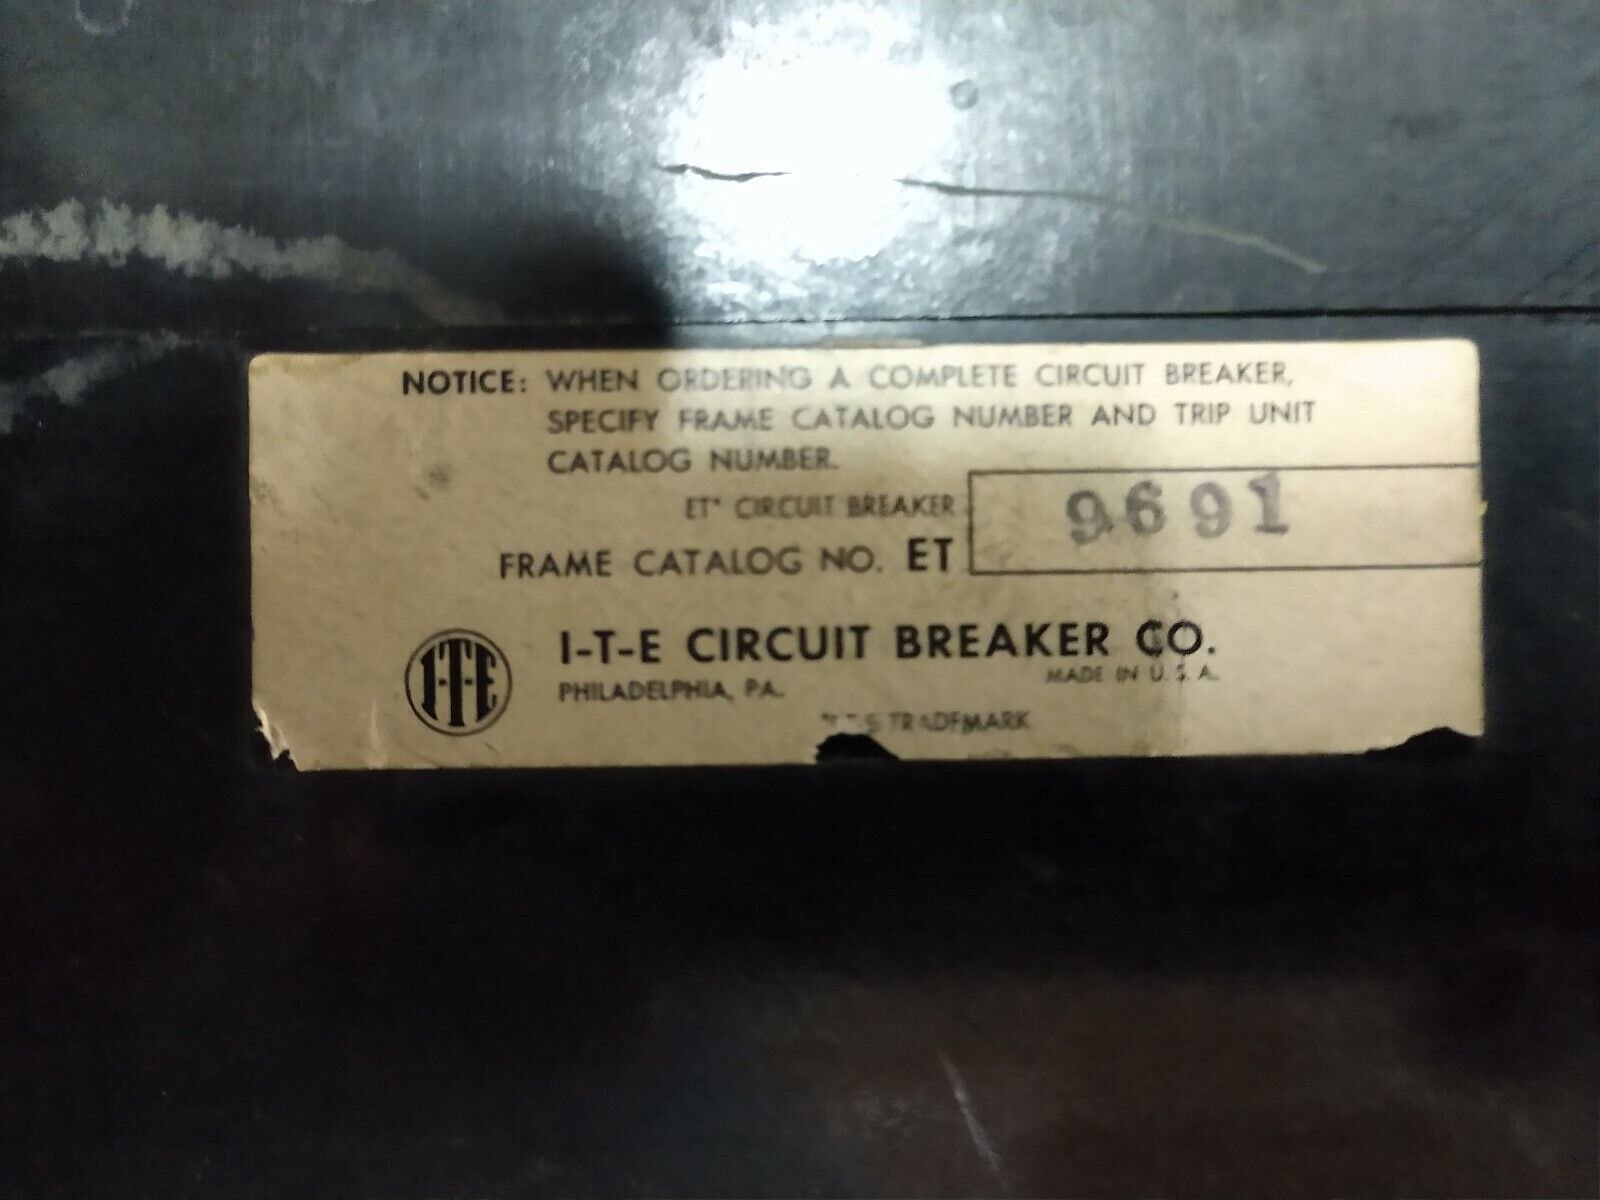 NOTICE: WHEN ORDERING A COMPLETE CIRCUIT BREAKER,
SPECIFY FRAME CATALOG NUMBER AND TRIP UNIT
CATALOG NUMBER.
ET* CIRCUIT BREAKER
FRAME CATALOG NO. ET 9691
I-T-E
I-T-E CIRCUIT BREAKER CO.
PHILADELPHIA, PA. MADE IN U.S.A.
TRADEMARK